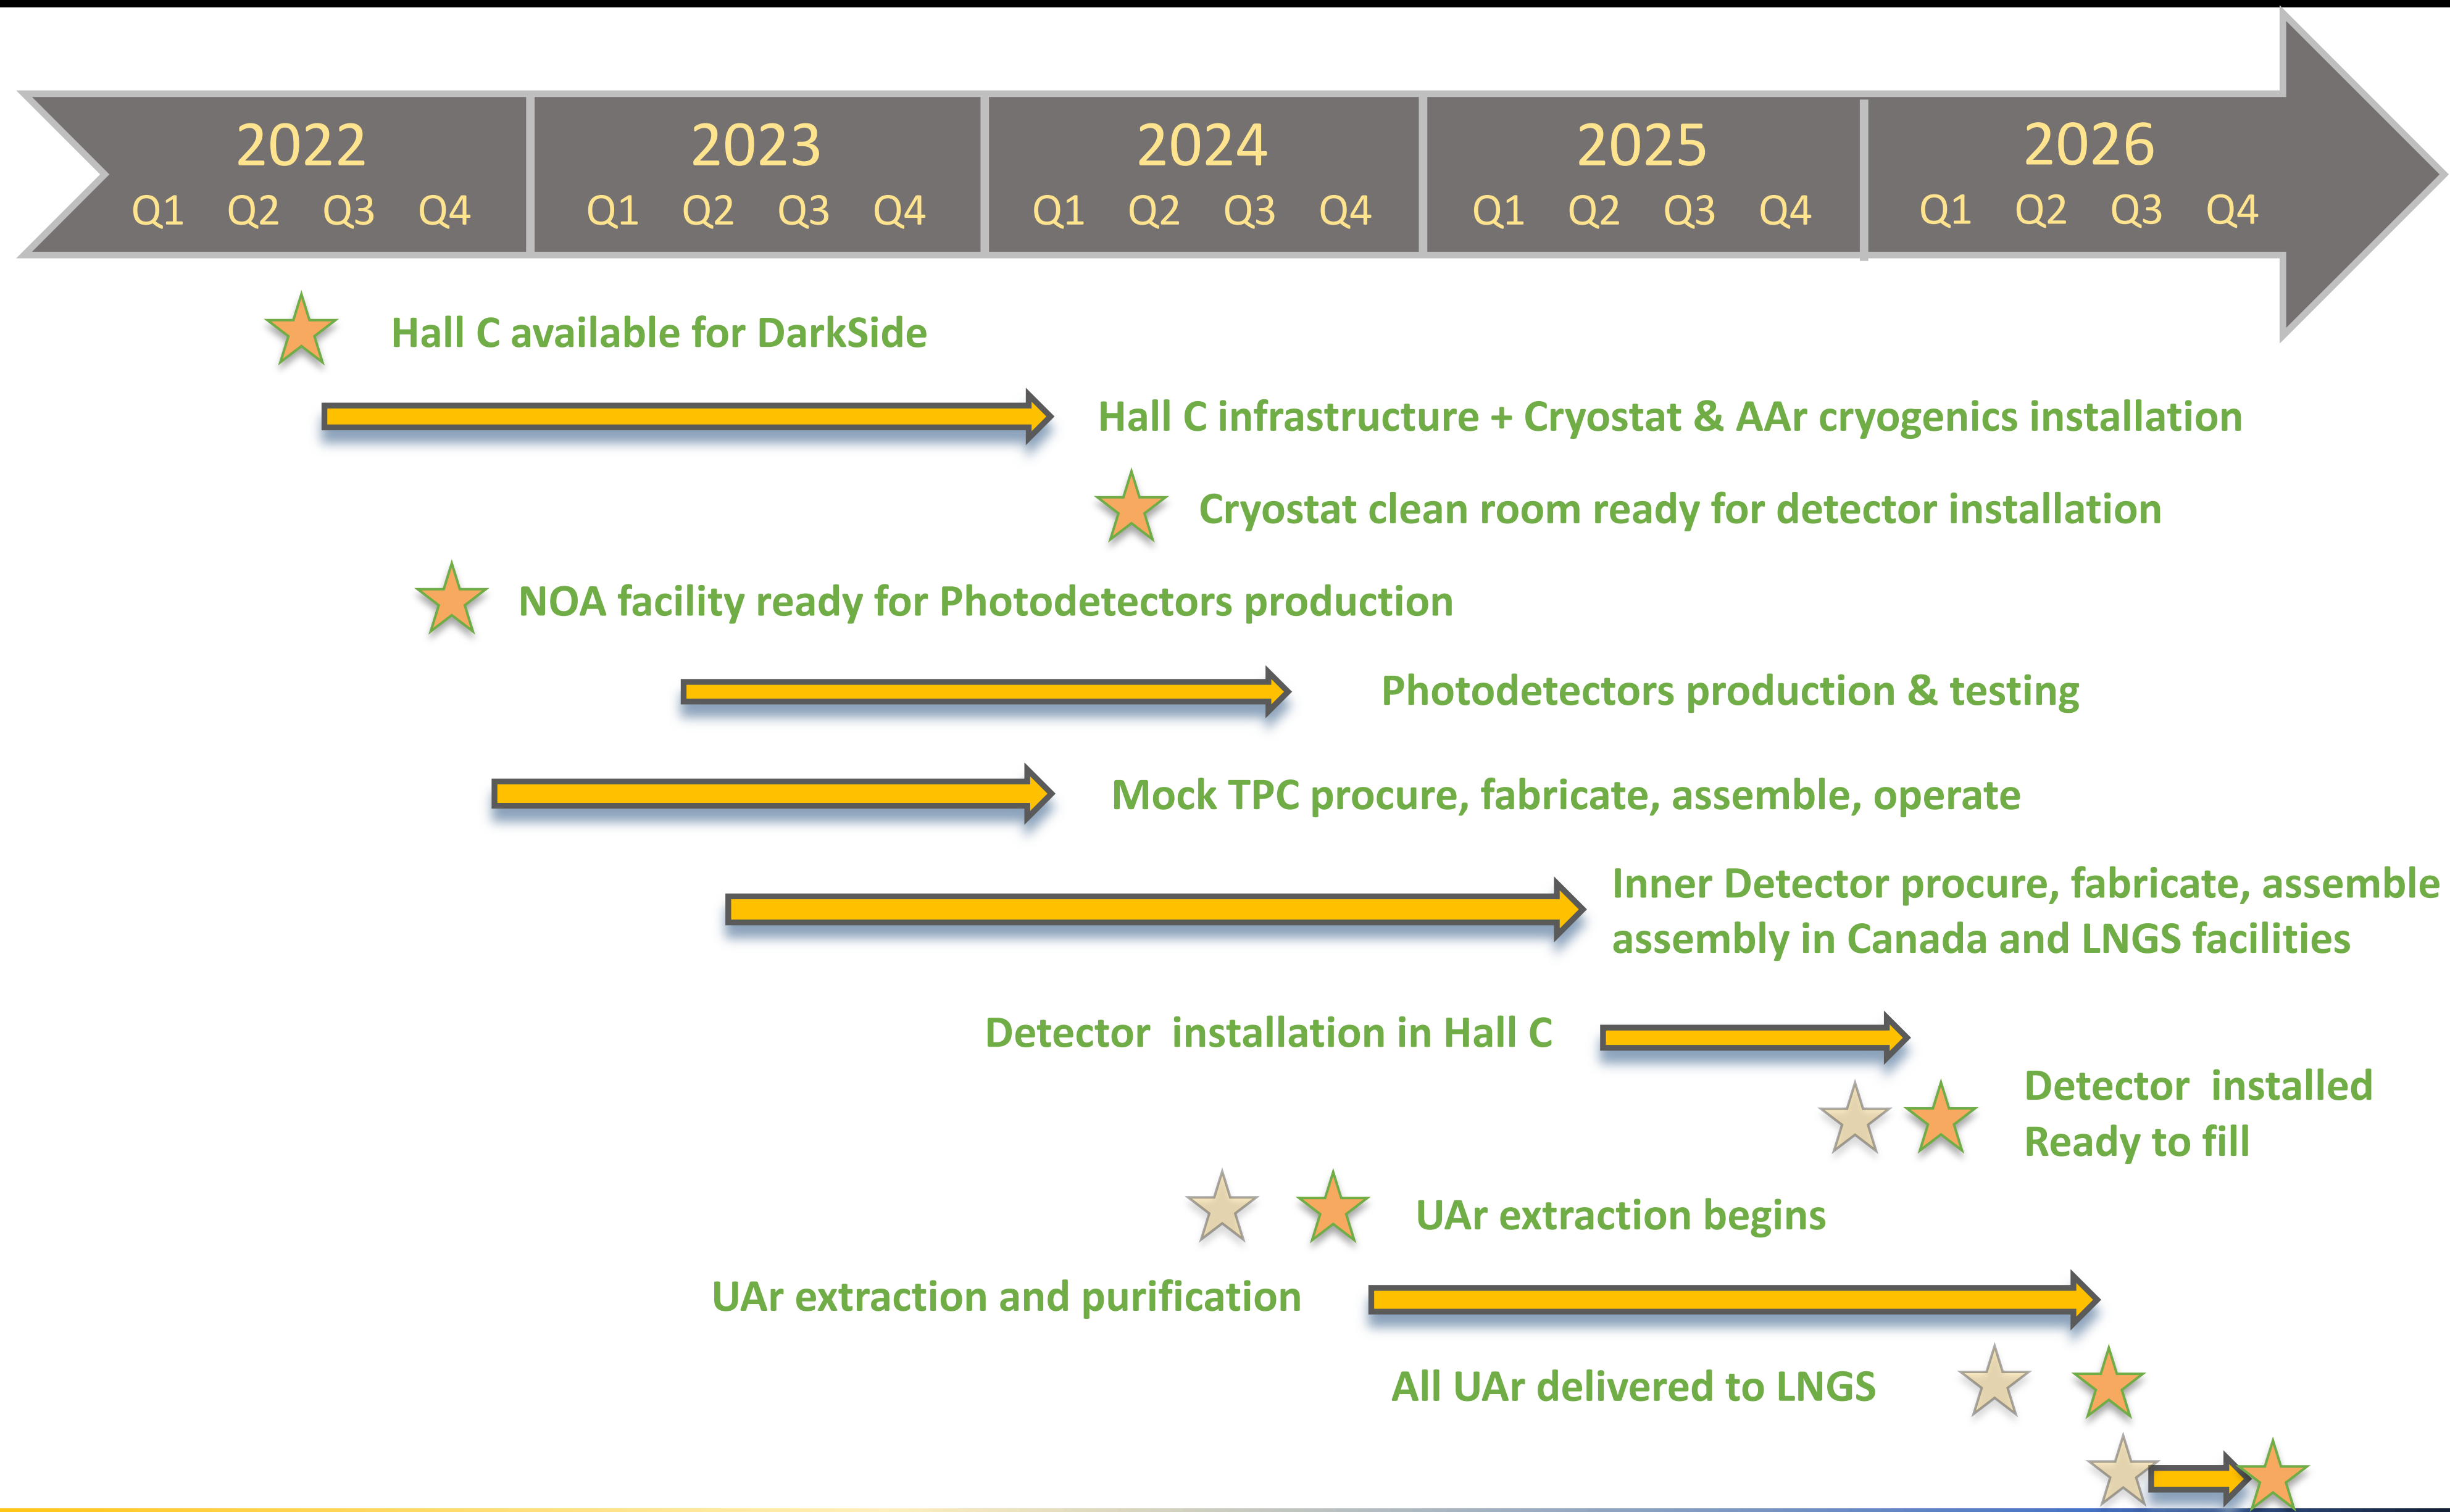 2022 2023 2024 2025 2026
Q1 Q2 Q3 Q4 Q1 Q2 Q3 Q4 Q1 Q2 Q3 Q4 Q1 Q2 Q3 Q4 Q1 Q2 Q3 Q4
Hall C available for DarkSide
Hall C infrastructure + Cryostat & AAr cryogenics installation
Cryostat clean room ready for detector installation
NOA facility ready for Photodetectors production
Photodetectors production & testing
Mock TPC procure, fabricate, assemble, operate
Inner Detector procure, fabricate, assemble
assembly in Canada and LNGS facilities
Detector installation in Hall C
Detector installed
Ready to fill
UAr extraction begins
UAr extraction and purification
All UAr delivered to LNGS